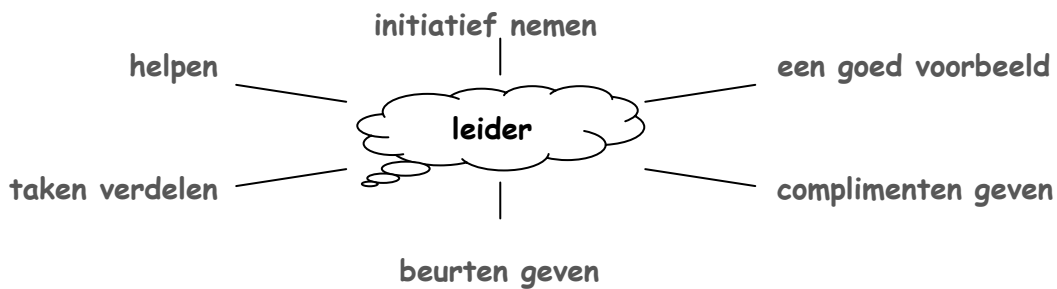 initiatief nemen
helpen
een goed voorbeeld
leider
taken verdelen
complimenten geven
beurten geven